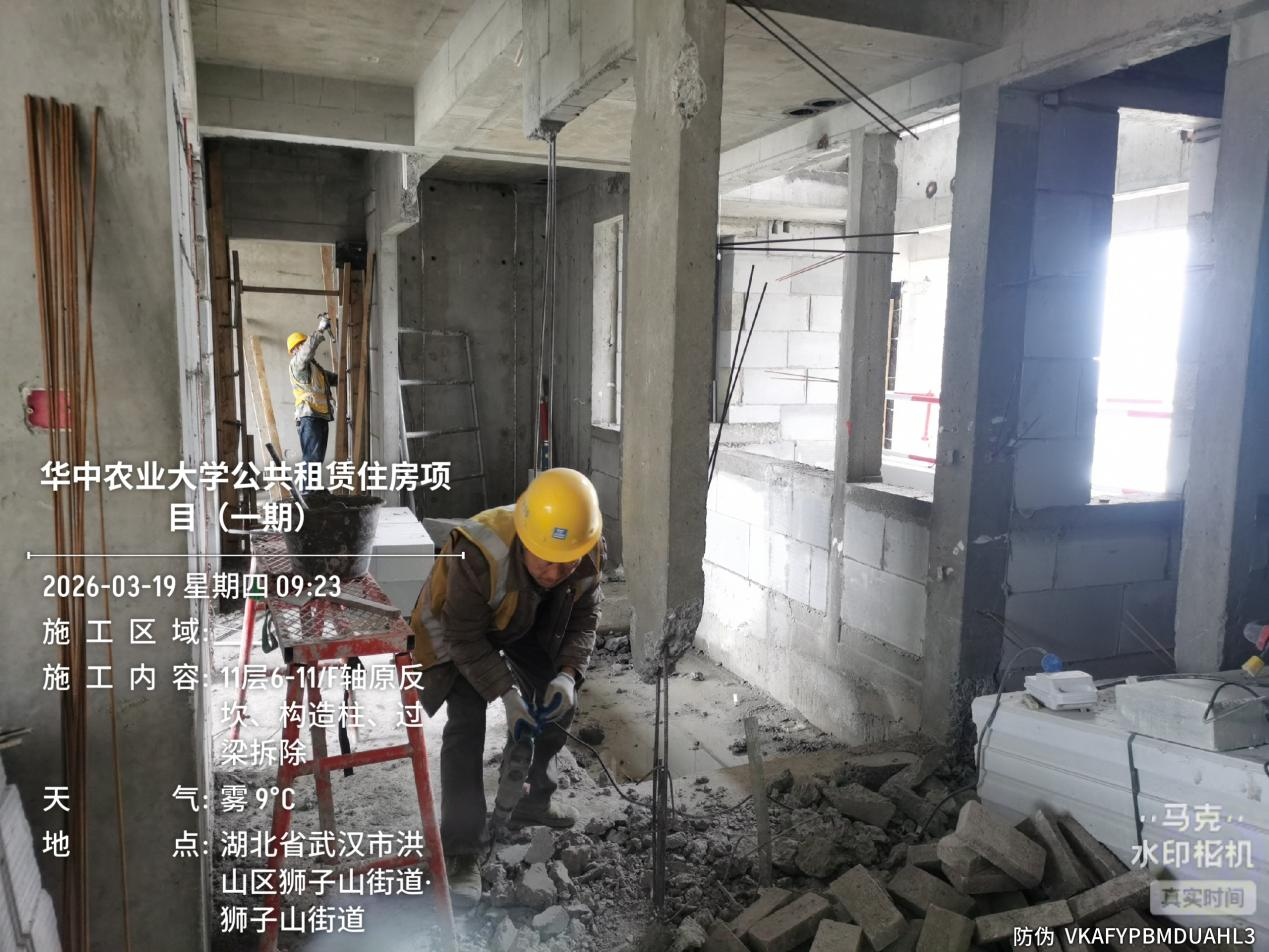 华中农业大学公共租赁住房项
目（一期）
2026-03-19 星期四 09:23
施工区域:
施工内容: 11层6-11/F轴原反
坎、构造柱、过
梁拆除
天气: 雾 9°C
地点: 湖北省武汉市洪
山区狮子山街道·
狮子山街道
马克
水印相机
真实时间
防伪 VKAFYPBMDUAHL3